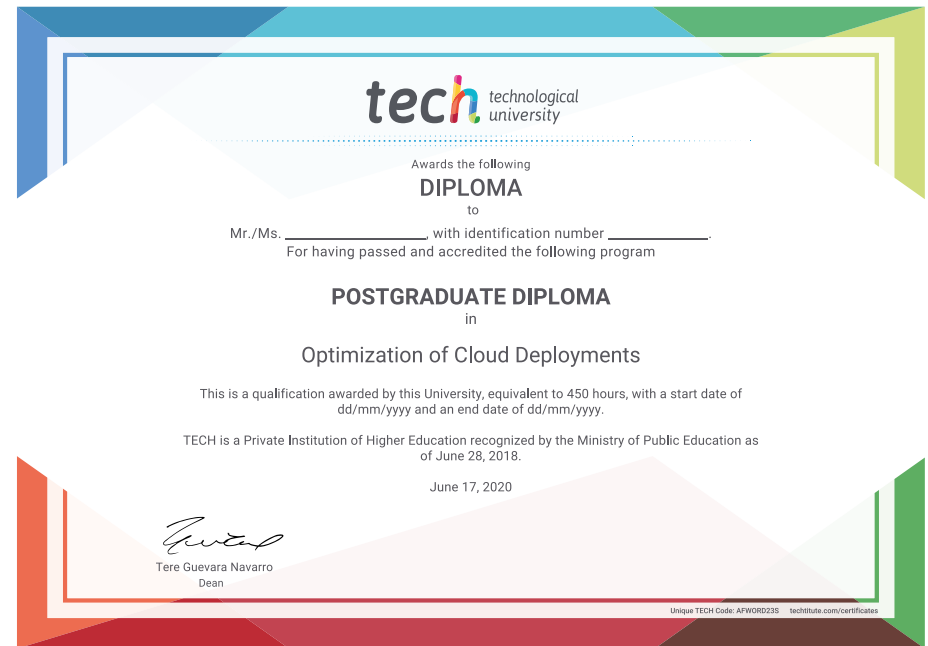 tech technological
university
Awards the following
DIPLOMA
to
Mr./Ms. ____________________, with identification number ______________.
For having passed and accredited the following program
POSTGRADUATE DIPLOMA
in
Optimization of Cloud Deployments
This is a qualification awarded by this University, equivalent to 450 hours, with a start date of
dd/mm/yyyy and an end date of dd/mm/yyyy.
TECH is a Private Institution of Higher Education recognized by the Ministry of Public Education as
of June 28, 2018.
June 17, 2020
Tere Guevara Navarro
Dean
Unique TECH Code: AFWORD23S techtitute.com/certificates